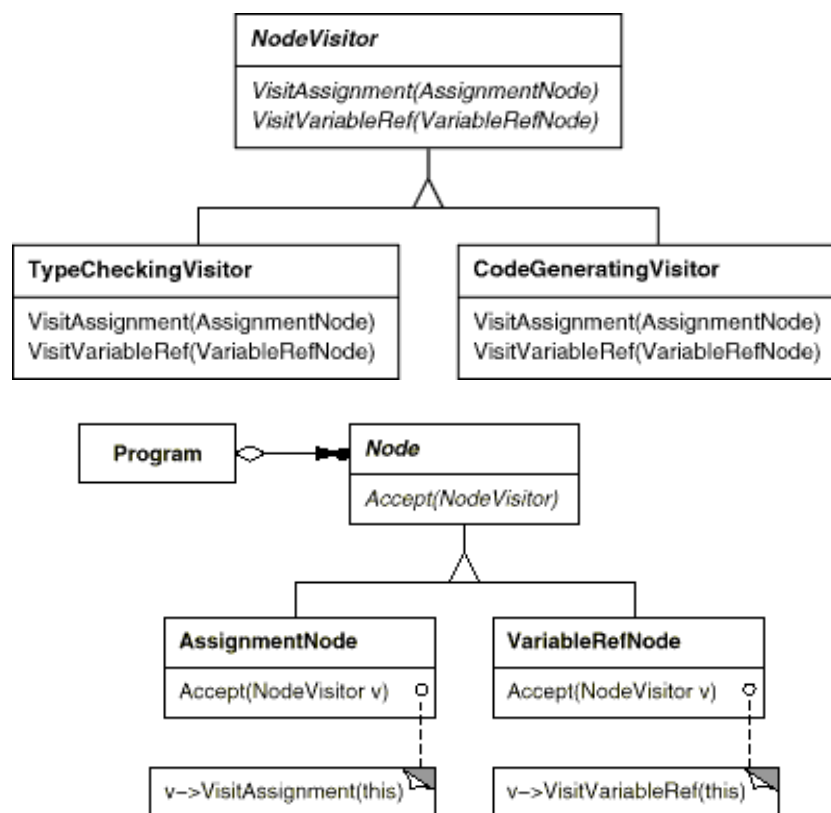 NodeVisitor
VisitAssignment(AssignmentNode)
VisitVariableRef(VariableRefNode)
TypeCheckingVisitor
VisitAssignment(AssignmentNode)
VisitVariableRef(VariableRefNode)
CodeGeneratingVisitor
VisitAssignment(AssignmentNode)
VisitVariableRef(VariableRefNode)
Program
Node
Accept(NodeVisitor)
AssignmentNode
Accept(NodeVisitor v)
v->VisitAssignment(this)
VariableRefNode
Accept(NodeVisitor v)
v->VisitVariableRef(this)